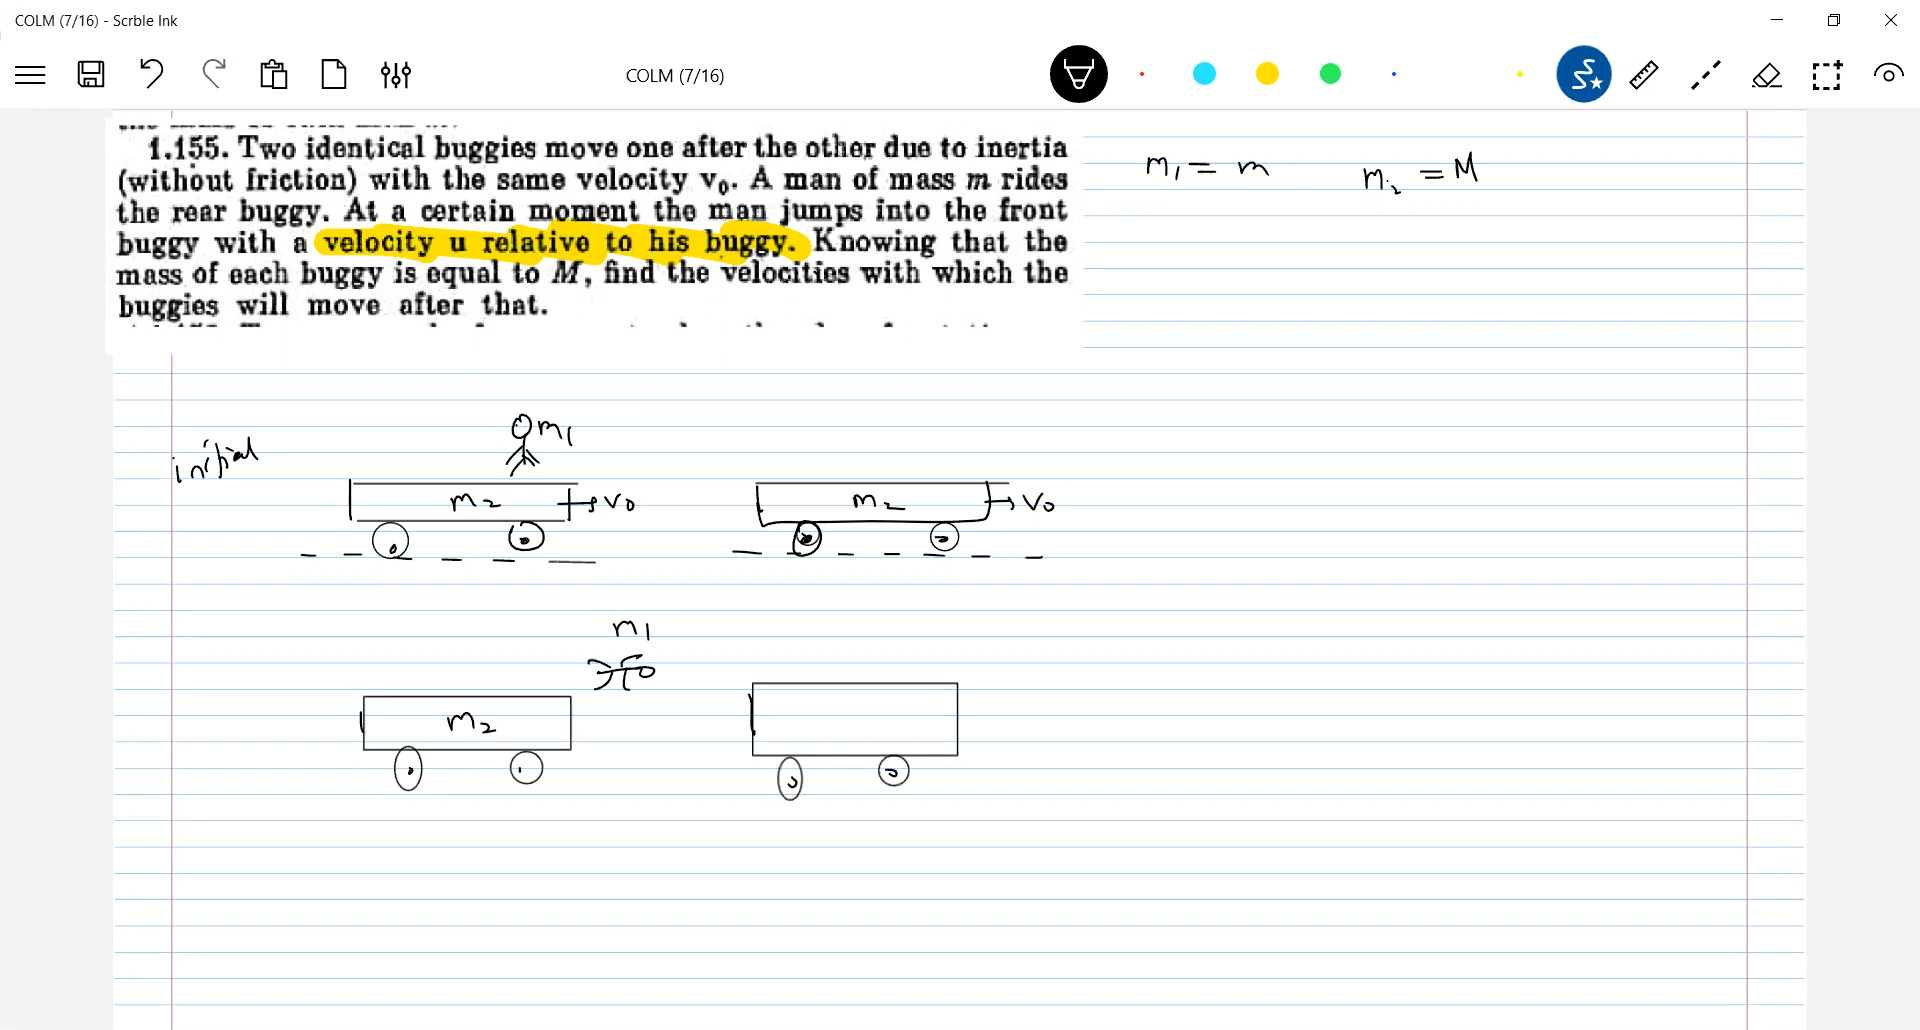 COLM (7/16) - Scrble Ink
COLM (7/16)
1.155. Two identical buggies move one after the other due to inertia
(without friction) with the same velocity v₀. A man of mass m rides
the rear buggy. At a certain moment the man jumps into the front
buggy with a velocity u relative to his buggy. Knowing that the
mass of each buggy is equal to M, find the velocities with which the
buggies will move after that.
m₁ = m m₂ = M
initial
m₁
m₂ v₀ m₂ v₀
m₁
m₂